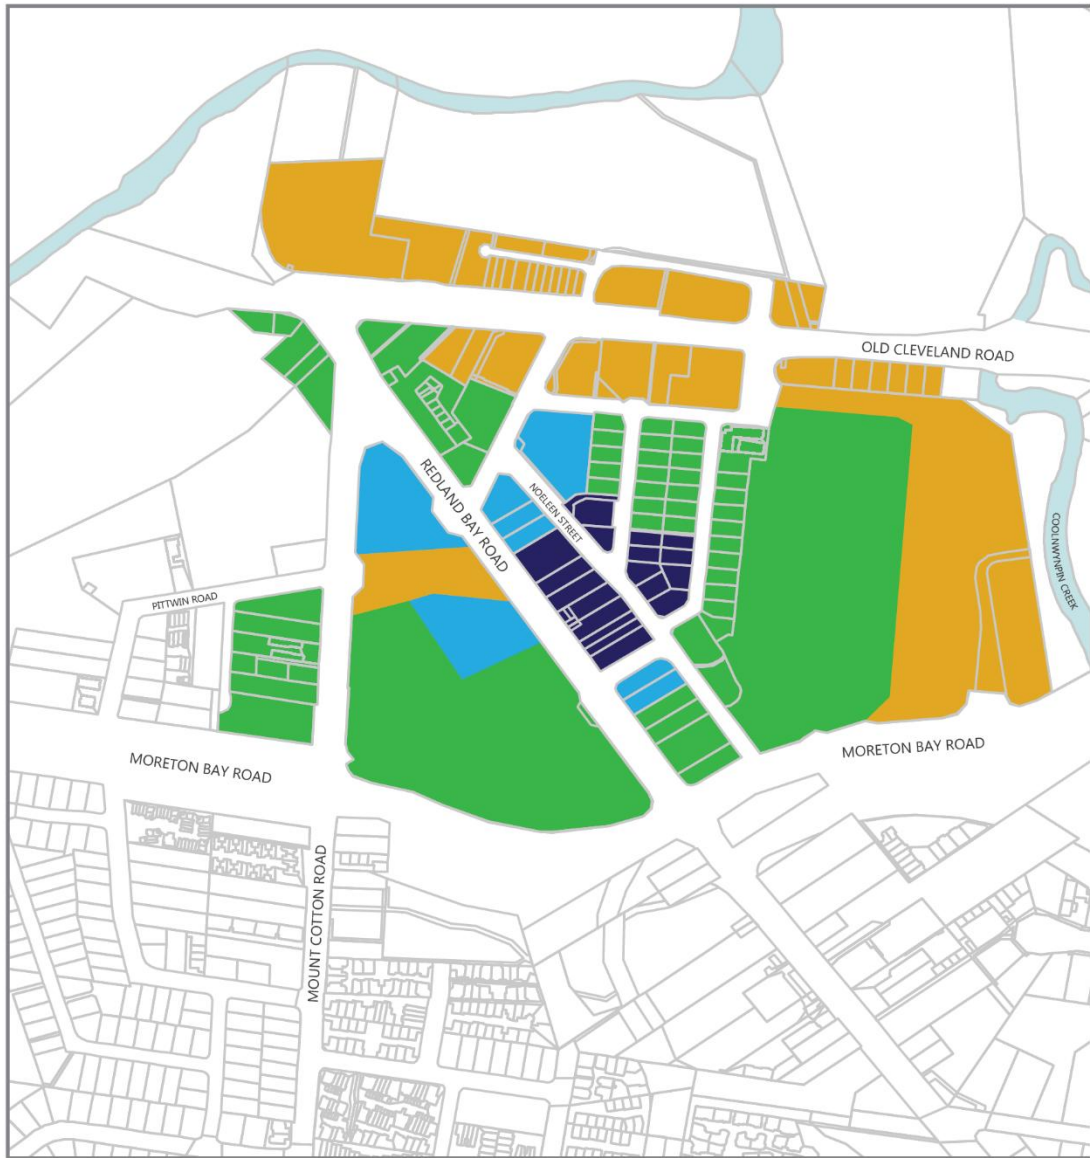 OLD CLEVELAND ROAD
REDLAND BAY ROAD
NOELEEN STREET
COOLNWYNPIN CREEK
PITTWIN ROAD
MORETON BAY ROAD
MORETON BAY ROAD
MOUNT COTTON ROAD